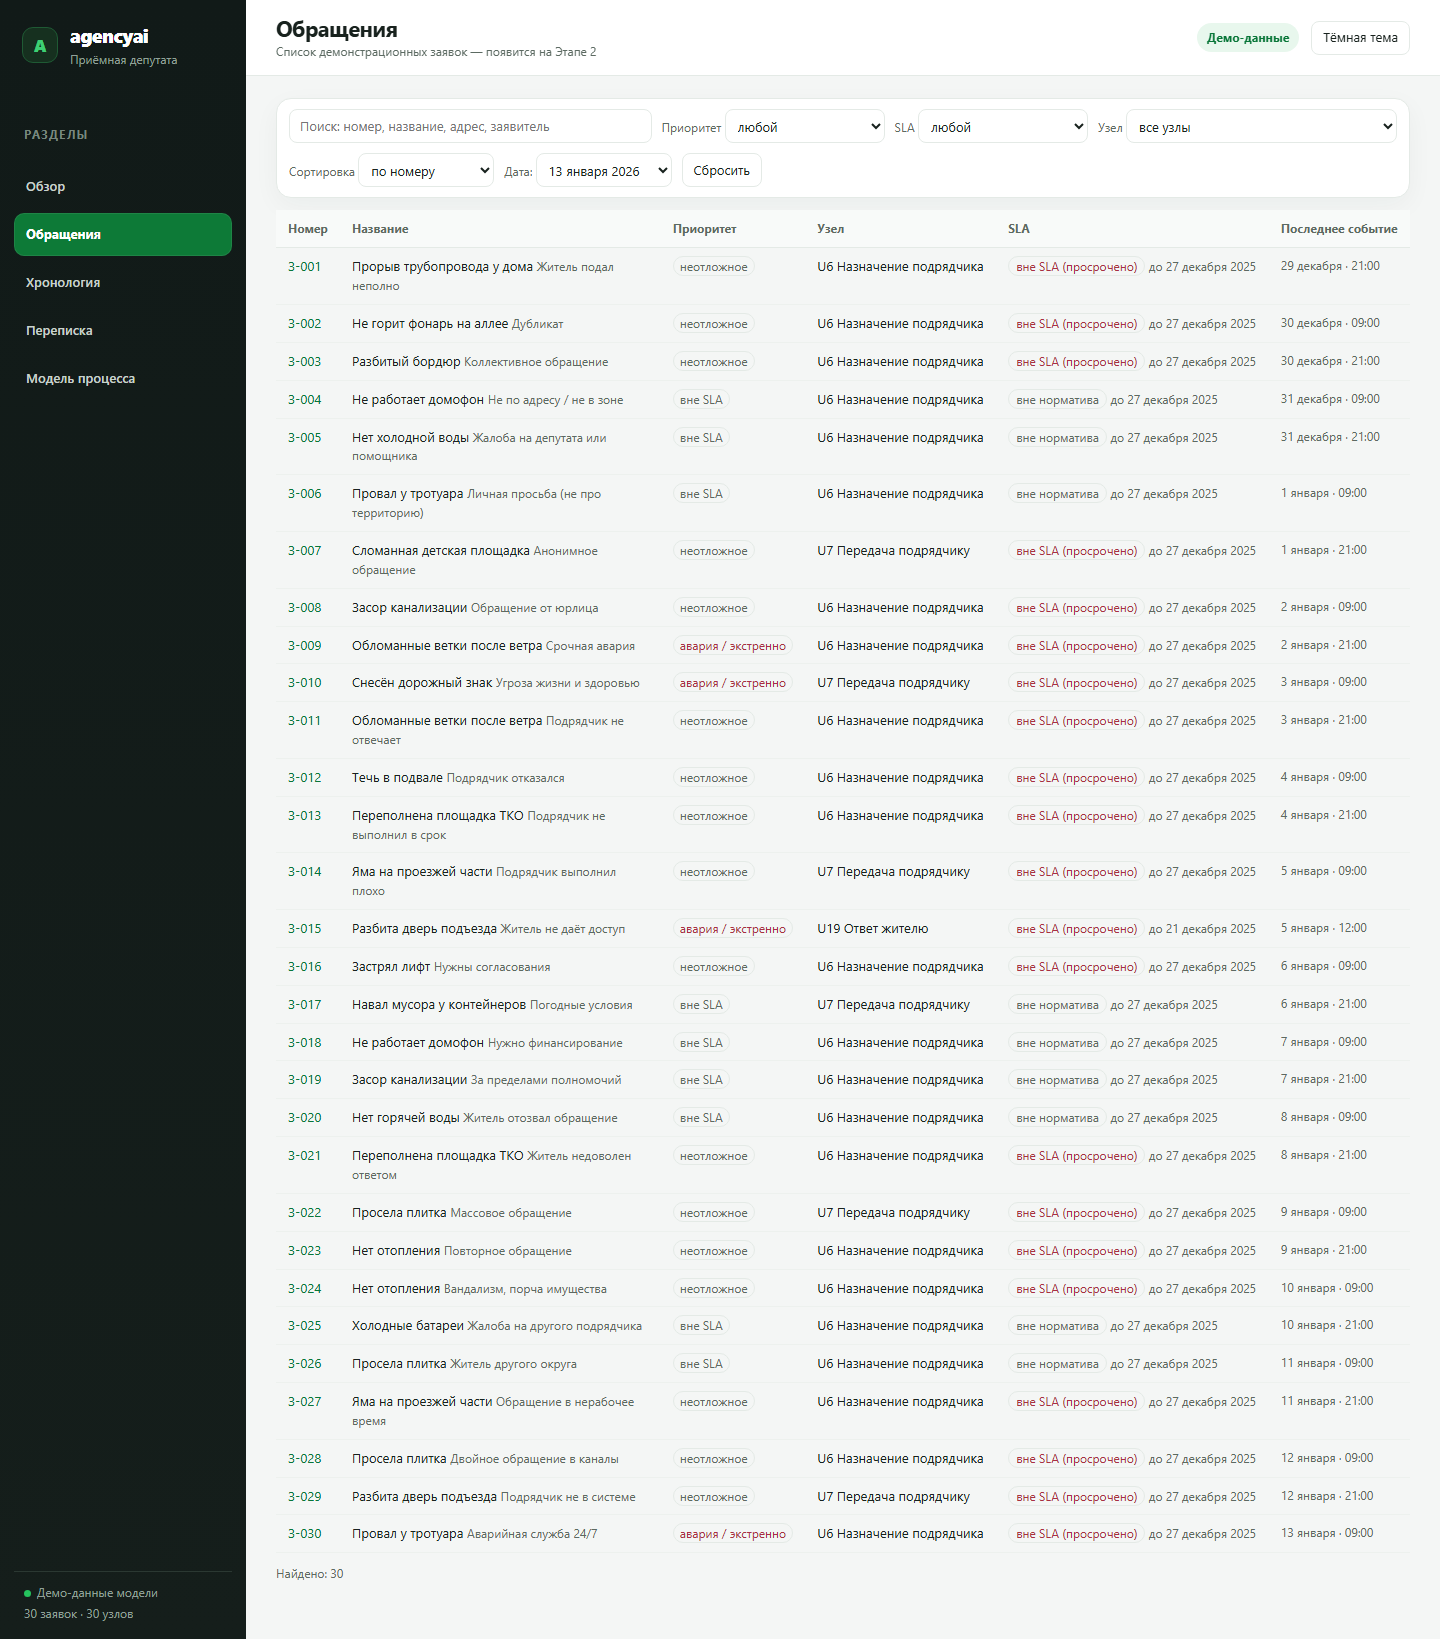 A
agencyai
Приёмная депутата
РАЗДЕЛЫ
Обзор
Обращения
Хронология
Переписка
Модель процесса
Демо-данные модели
30 заявок · 30 узлов
Обращения
Список демонстрационных заявок — появится на Этапе 2
Демо-данные
Тёмная тема
Поиск: номер, название, адрес, заявитель
Приоритет любой SLA любой Узел все узлы
Сортировка по номеру Дата: 13 января 2026 Сбросить
Номер Название Приоритет Узел SLA Последнее событие
З-001 Прорыв трубопровода у дома Житель подал неотложное U6 Назначение подрядчика вне SLA (просрочено) до 27 декабря 2025 29 декабря · 21:00
неполно
З-002 Не горит фонарь на аллее Дубликат неотложное U6 Назначение подрядчика вне SLA (просрочено) до 27 декабря 2025 30 декабря · 09:00
З-003 Разбитый бордюр Коллективное обращение неотложное U6 Назначение подрядчика вне SLA (просрочено) до 27 декабря 2025 30 декабря · 21:00
З-004 Не работает домофон Не по адресу / не в зоне вне SLA U6 Назначение подрядчика вне норматива до 27 декабря 2025 31 декабря · 09:00
З-005 Нет холодной воды Жалоба на депутата или вне SLA U6 Назначение подрядчика вне норматива до 27 декабря 2025 31 декабря · 21:00
помощника
З-006 Провал у тротуара Личная просьба (не про вне SLA U6 Назначение подрядчика вне норматива до 27 декабря 2025 1 января · 09:00
территорию)
З-007 Сломанная детская площадка Анонимное неотложное U7 Передача подрядчику вне SLA (просрочено) до 27 декабря 2025 1 января · 21:00
обращение
З-008 Засор канализации Обращение от юрлица неотложное U6 Назначение подрядчика вне SLA (просрочено) до 27 декабря 2025 2 января · 09:00
З-009 Обломанные ветки после ветра Срочная авария авария / экстренно U6 Назначение подрядчика вне SLA (просрочено) до 27 декабря 2025 2 января · 21:00
З-010 Снесён дорожный знак Угроза жизни и здоровью авария / экстренно U7 Передача подрядчику вне SLA (просрочено) до 27 декабря 2025 3 января · 09:00
З-011 Обломанные ветки после ветра Подрядчик не неотложное U6 Назначение подрядчика вне SLA (просрочено) до 27 декабря 2025 3 января · 21:00
отвечает
З-012 Течь в подвале Подрядчик отказался неотложное U6 Назначение подрядчика вне SLA (просрочено) до 27 декабря 2025 4 января · 09:00
З-013 Переполнена площадка ТКО Подрядчик не неотложное U6 Назначение подрядчика вне SLA (просрочено) до 27 декабря 2025 4 января · 21:00
выполнил в срок
З-014 Яма на проезжей части Подрядчик выполнил неотложное U7 Передача подрядчику вне SLA (просрочено) до 27 декабря 2025 5 января · 09:00
плохо
З-015 Разбита дверь подъезда Житель не даёт доступ авария / экстренно U19 Ответ жителю вне SLA (просрочено) до 21 декабря 2025 5 января · 12:00
З-016 Застрял лифт Нужны согласования неотложное U6 Назначение подрядчика вне SLA (просрочено) до 27 декабря 2025 6 января · 09:00
З-017 Навал мусора у контейнеров Погодные условия вне SLA U7 Передача подрядчику вне норматива до 27 декабря 2025 6 января · 21:00
З-018 Не работает домофон Нужно финансирование вне SLA U6 Назначение подрядчика вне норматива до 27 декабря 2025 7 января · 09:00
З-019 Засор канализации За пределами полномочий вне SLA U6 Назначение подрядчика вне норматива до 27 декабря 2025 7 января · 21:00
З-020 Нет горячей воды Житель отозвал обращение вне SLA U6 Назначение подрядчика вне норматива до 27 декабря 2025 8 января · 09:00
З-021 Переполнена площадка ТКО Житель недоволен неотложное U6 Назначение подрядчика вне SLA (просрочено) до 27 декабря 2025 8 января · 21:00
ответом
З-022 Просела плитка Массовое обращение неотложное U7 Передача подрядчику вне SLA (просрочено) до 27 декабря 2025 9 января · 09:00
З-023 Нет отопления Повторное обращение неотложное U6 Назначение подрядчика вне SLA (просрочено) до 27 декабря 2025 9 января · 21:00
З-024 Нет отопления Вандализм, порча имущества неотложное U6 Назначение подрядчика вне SLA (просрочено) до 27 декабря 2025 10 января · 09:00
З-025 Холодные батареи Жалоба на другого подрядчика вне SLA U6 Назначение подрядчика вне норматива до 27 декабря 2025 10 января · 21:00
З-026 Просела плитка Житель другого округа вне SLA U6 Назначение подрядчика вне норматива до 27 декабря 2025 11 января · 09:00
З-027 Яма на проезжей части Обращение в нерабочее неотложное U6 Назначение подрядчика вне SLA (просрочено) до 27 декабря 2025 11 января · 21:00
время
З-028 Просела плитка Двойное обращение в каналы неотложное U6 Назначение подрядчика вне SLA (просрочено) до 27 декабря 2025 12 января · 09:00
З-029 Разбита дверь подъезда Подрядчик не в системе неотложное U7 Передача подрядчику вне SLA (просрочено) до 27 декабря 2025 12 января · 21:00
З-030 Провал у тротуара Аварийная служба 24/7 авария / экстренно U6 Назначение подрядчика вне SLA (просрочено) до 27 декабря 2025 13 января · 09:00
Найдено: 30